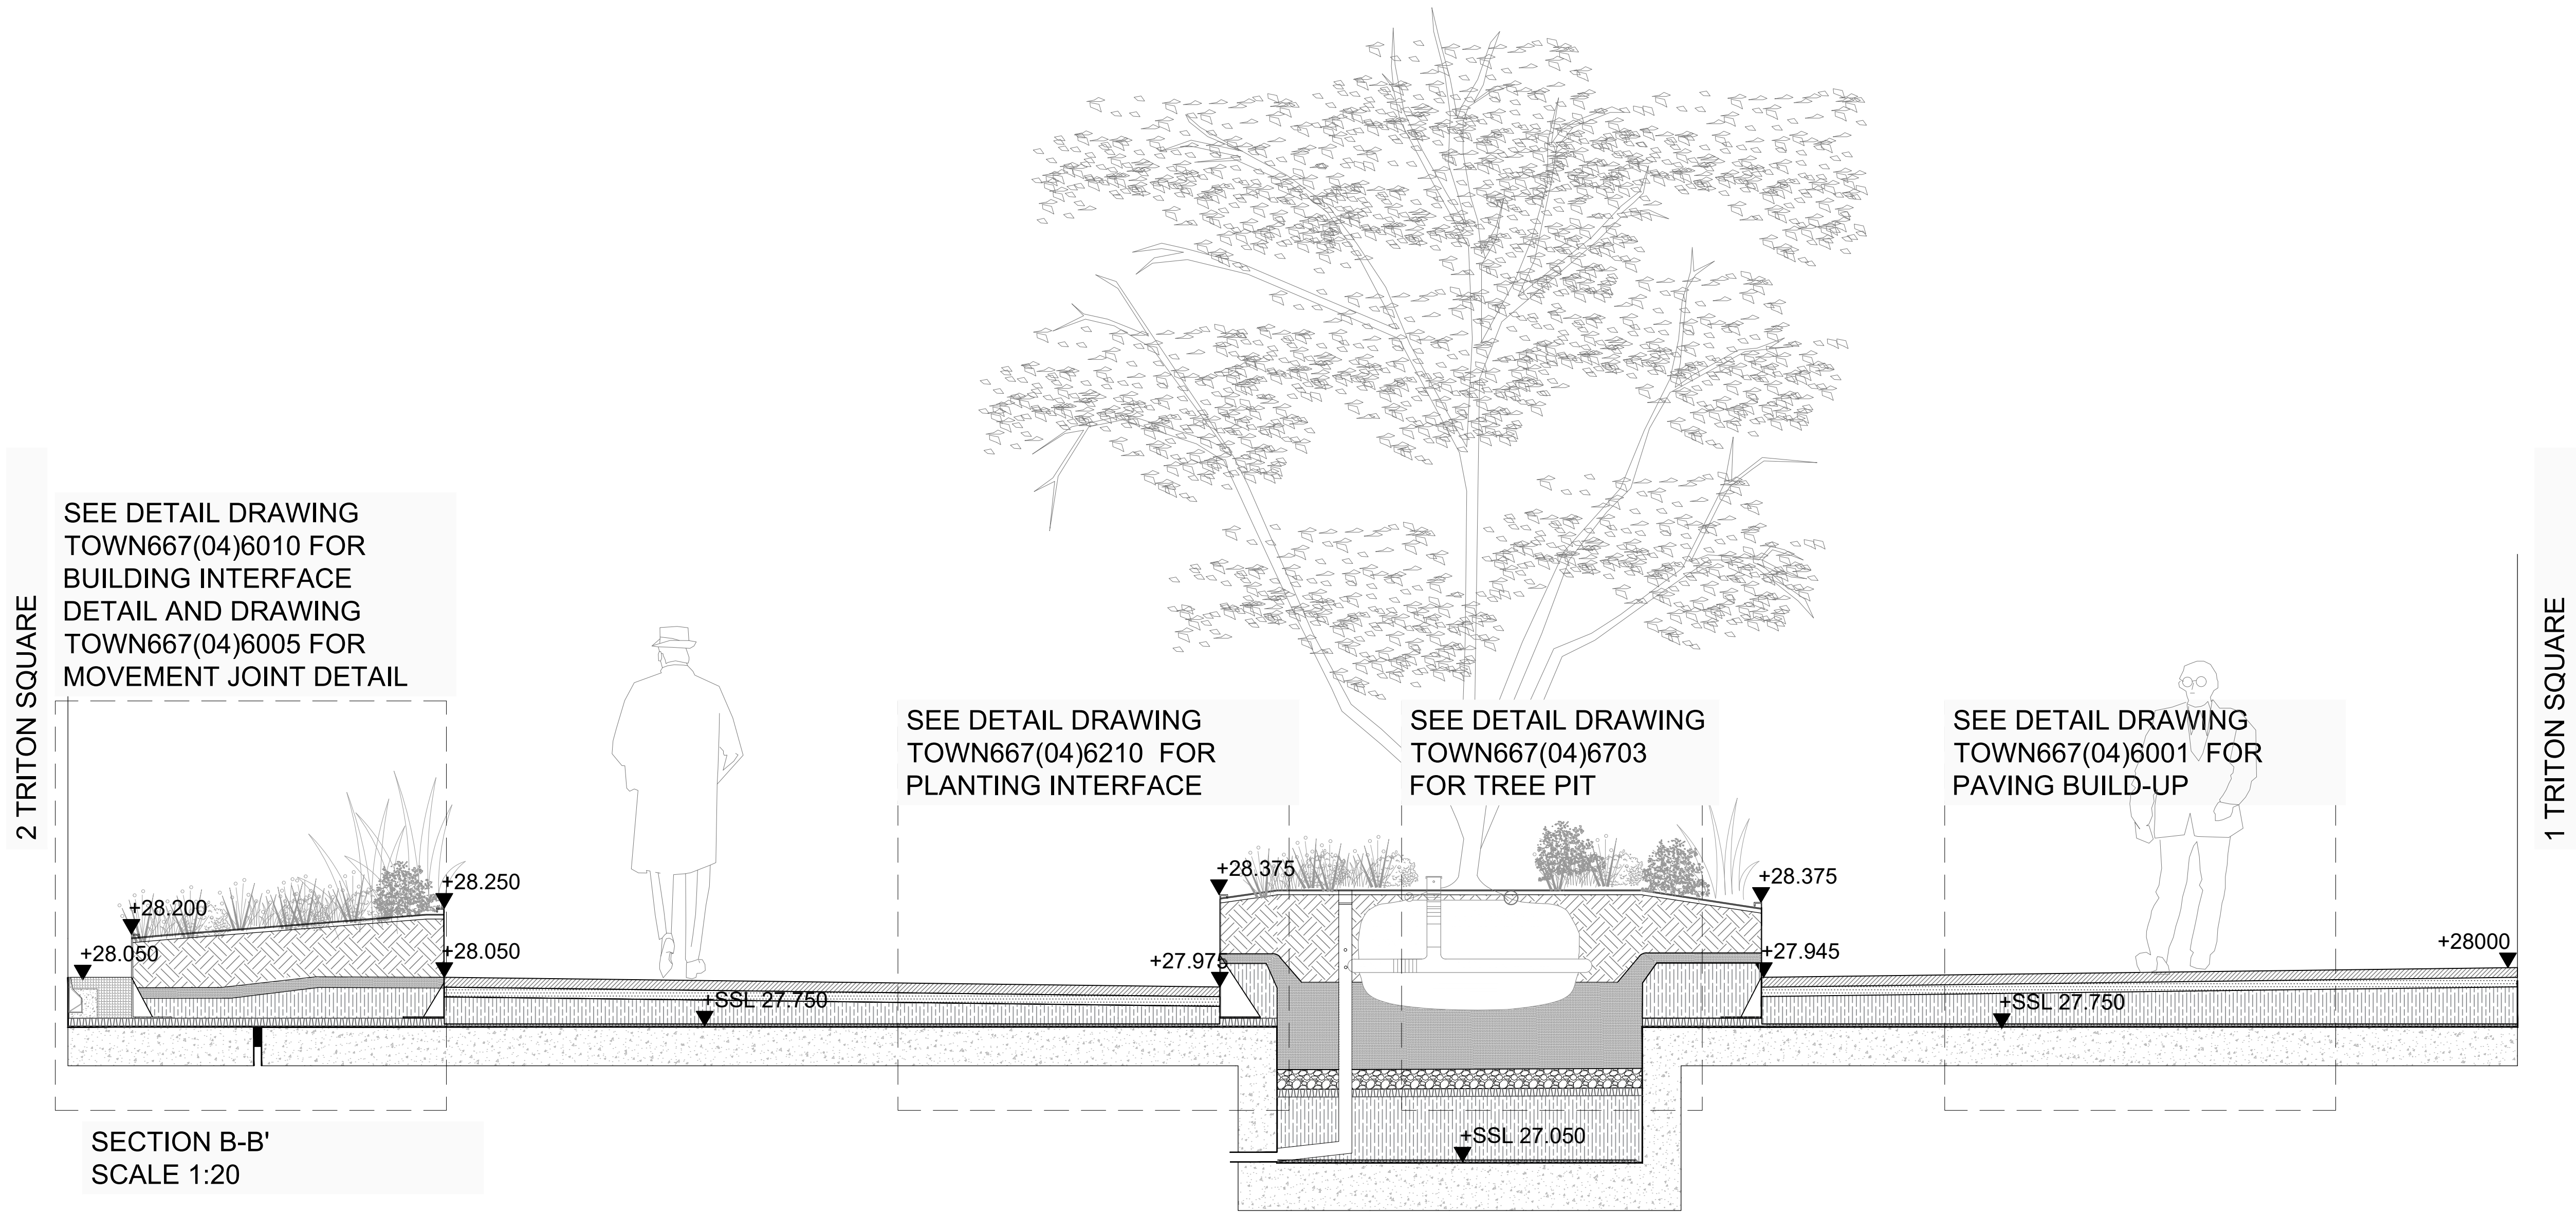 2 TRITON SQUARE
SEE DETAIL DRAWING
TOWN667(04)6010 FOR
BUILDING INTERFACE
DETAIL AND DRAWING
TOWN667(04)6005 FOR
MOVEMENT JOINT DETAIL
SEE DETAIL DRAWING
TOWN667(04)6210 FOR
PLANTING INTERFACE
SEE DETAIL DRAWING
TOWN667(04)6703
FOR TREE PIT
SEE DETAIL DRAWING
TOWN667(04)6001 FOR
PAVING BUILD-UP
1 TRITON SQUARE
+28.050
+28.200
+28.250
+28.050
+SSL 27.750
+28.375
+27.975
+28.375
+27.945
+SSL 27.750
+28000
+SSL 27.050
SECTION B-B'
SCALE 1:20